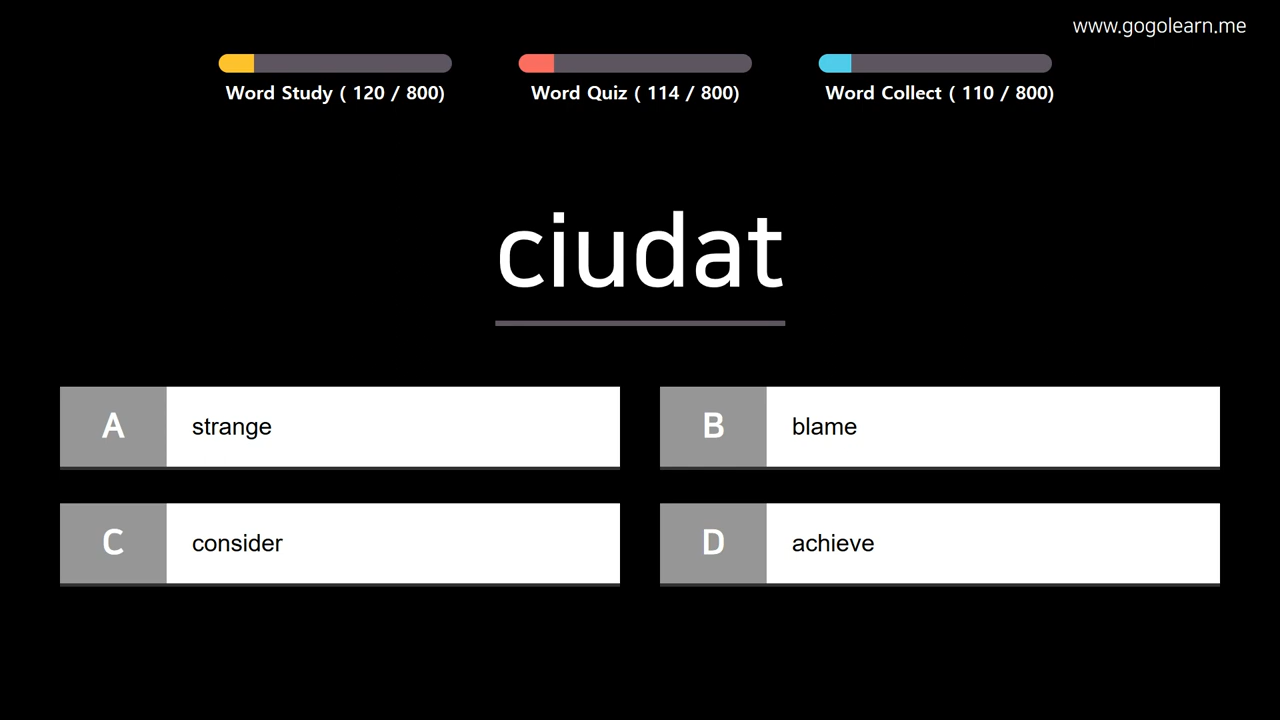 www.gogolearn.me
Word Study ( 120 / 800)
Word Quiz ( 114 / 800)
Word Collect ( 110 / 800)
ciudat
A strange
B blame
C consider
D achieve